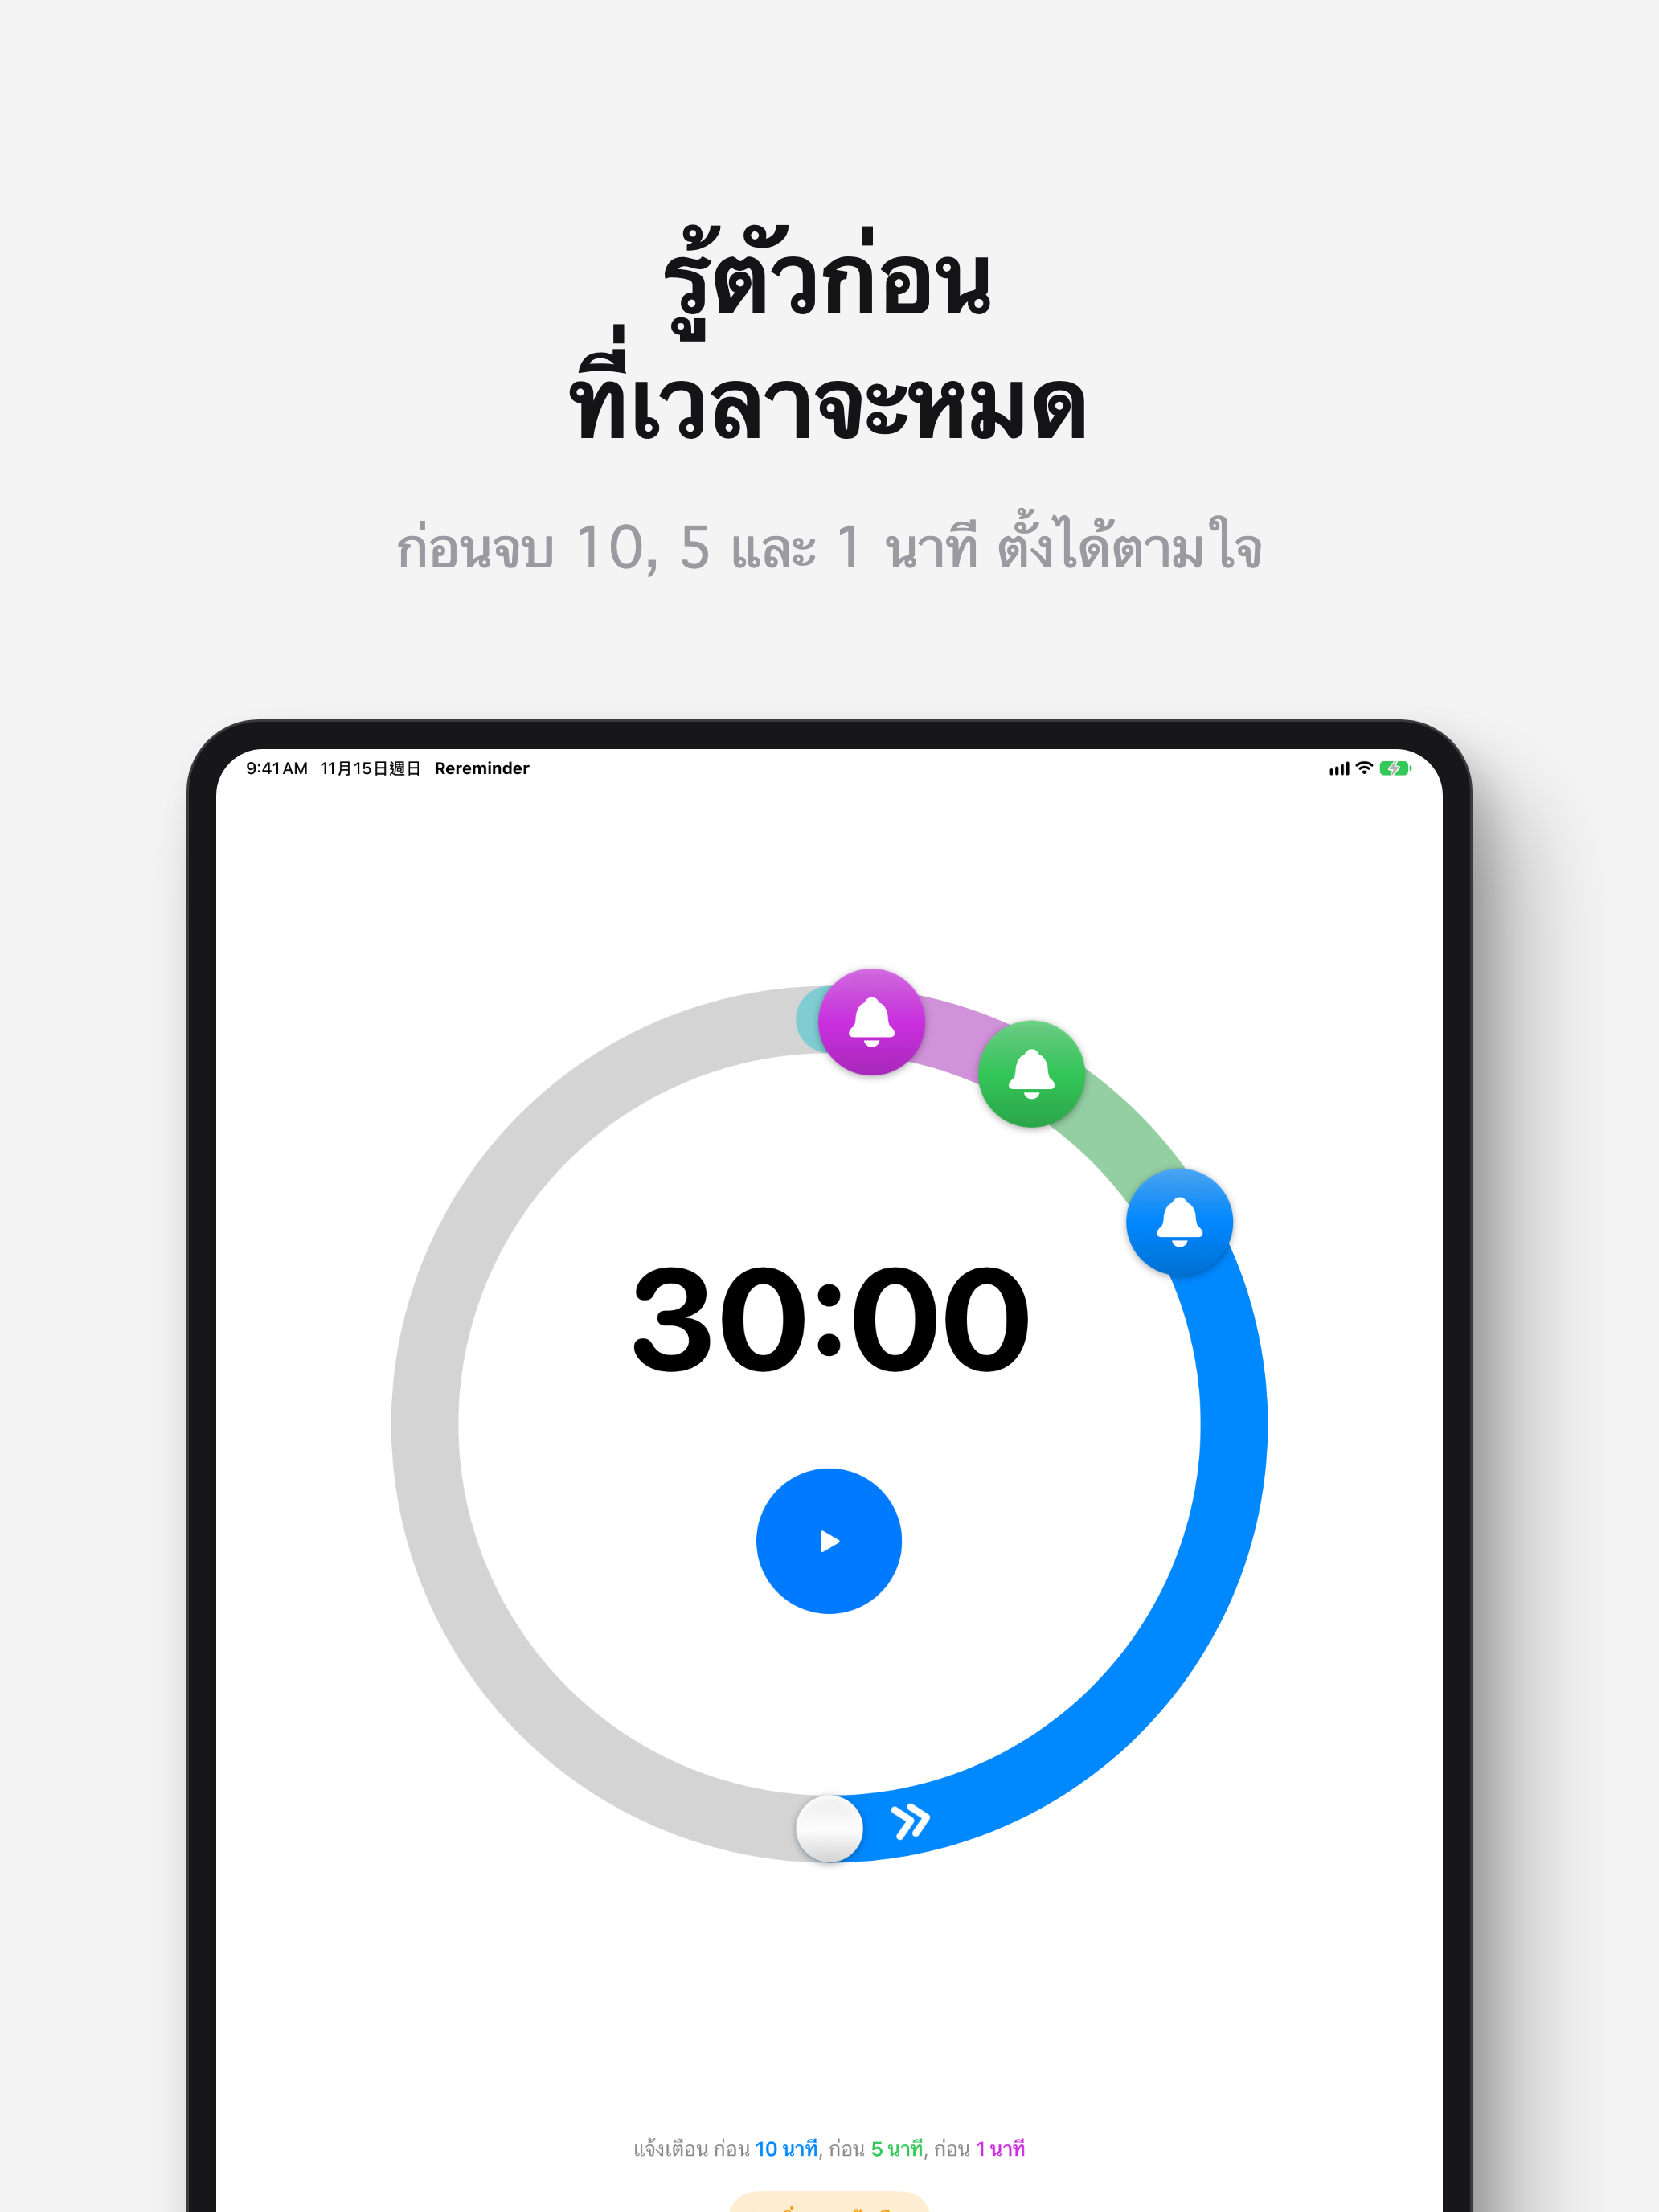 รู้ตัวก่อน
ที่เวลาจะหมด
ก่อนจบ 10, 5 และ 1 นาที ตั้งได้ตามใจ
9:41 AM 11月15日週日 Rereminder
30:00
แจ้งเตือน ก่อน 10 นาที, ก่อน 5 นาที, ก่อน 1 นาที